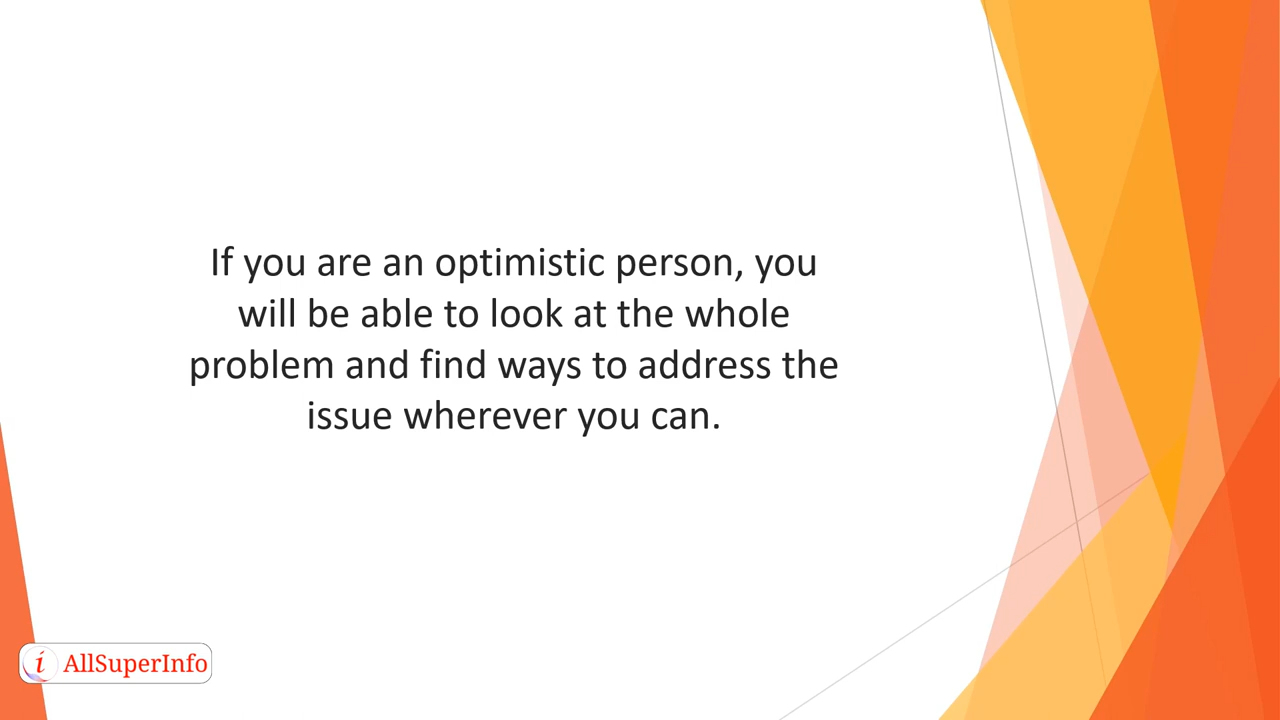 If you are an optimistic person, you
will be able to look at the whole
problem and find ways to address the
issue wherever you can.
i AllSuperInfo